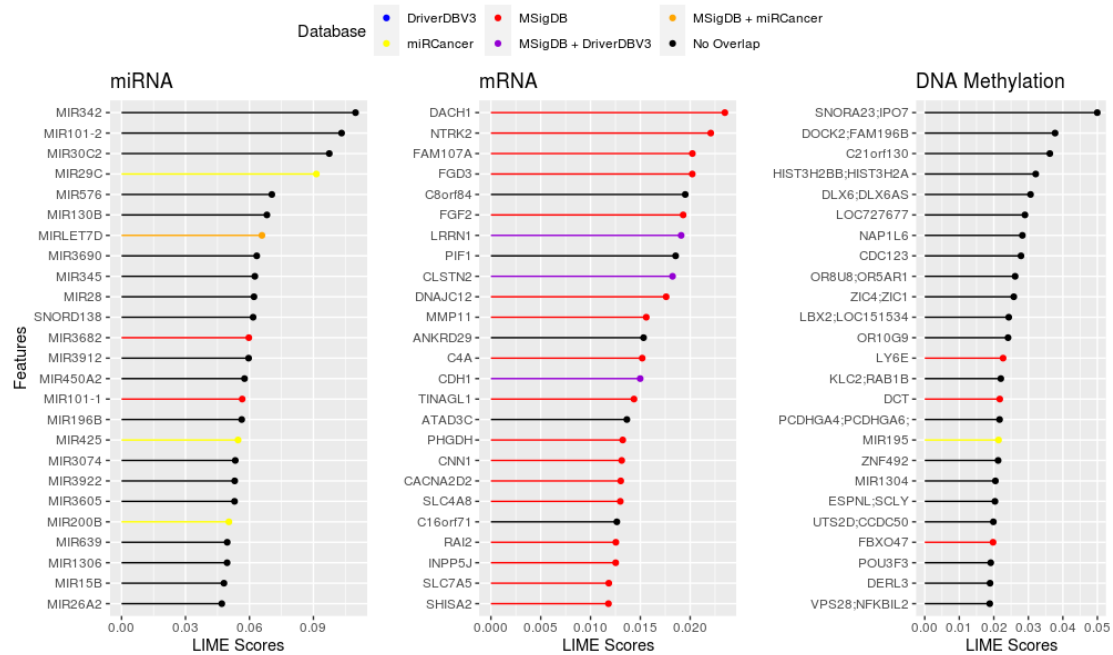 Database
DriverDBV3
MSigDB
MSigDB + miRCancer
miRCancer
MSigDB + DriverDBV3
No Overlap
miRNA
mRNA
DNA Methylation
Features
MIR342
MIR101-2
MIR30C2
MIR29C
MIR576
MIR130B
MIRLET7D
MIR3690
MIR345
MIR28
SNORD138
MIR3682
MIR3912
MIR450A2
MIR101-1
MIR196B
MIR425
MIR3074
MIR3922
MIR3605
MIR200B
MIR639
MIR1306
MIR15B
MIR26A2
0.00 0.03 0.06 0.09
LIME Scores
DACH1
NTRK2
FAM107A
FGD3
C8orf84
FGF2
LRRN1
PIF1
CLSTN2
DNAJC12
MMP11
ANKRD29
C4A
CDH1
TINAGL1
ATAD3C
PHGDH
CNN1
CACNA2D2
SLC4A8
C16orf71
RAI2
INPP5J
SLC7A5
SHISA2
0.000 0.005 0.010 0.015 0.020
LIME Scores
SNORA23;IPO7
DOCK2;FAM196B
C21orf130
HIST3H2BB;HIST3H2A
DLX6;DLX6AS
LOC727677
NAP1L6
CDC123
OR8U8;OR5AR1
ZIC4;ZIC1
LBX2;LOC151534
OR10G9
LY6E
KLC2;RAB1B
DCT
PCDHGA4;PCDHGA6;
MIR195
ZNF492
MIR1304
ESPNL;SCLY
UTS2D;CCDC50
FBXO47
POU3F3
DERL3
VPS28;NFKBIL2
0.00 0.01 0.02 0.03 0.04 0.05
LIME Scores